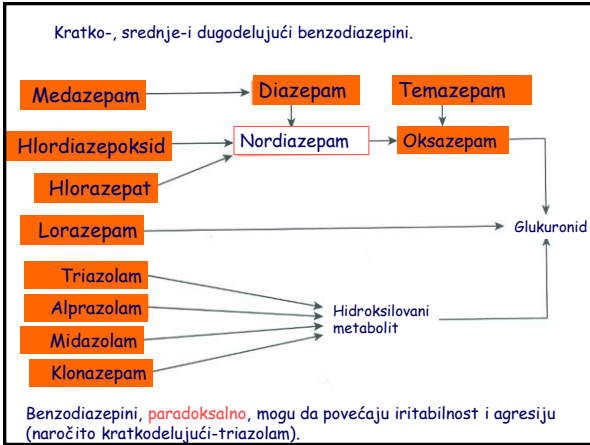 Kratko-, srednje-i dugodelujući benzodiazepini.
Medazepam
Diazepam
Temazepam
Hlordiazepoksid
Nordiazepam
Oksazepam
Hlorazepat
Lorazepam
Glukuronid
Triazolam
Alprazolam
Hidroksilovani
metabolit
Midazolam
Klonazepam
Benzodiazepini, paradoksalno, mogu da povećaju iritabilnost i agresiju
(naročito kratkodelujući-triazolam).